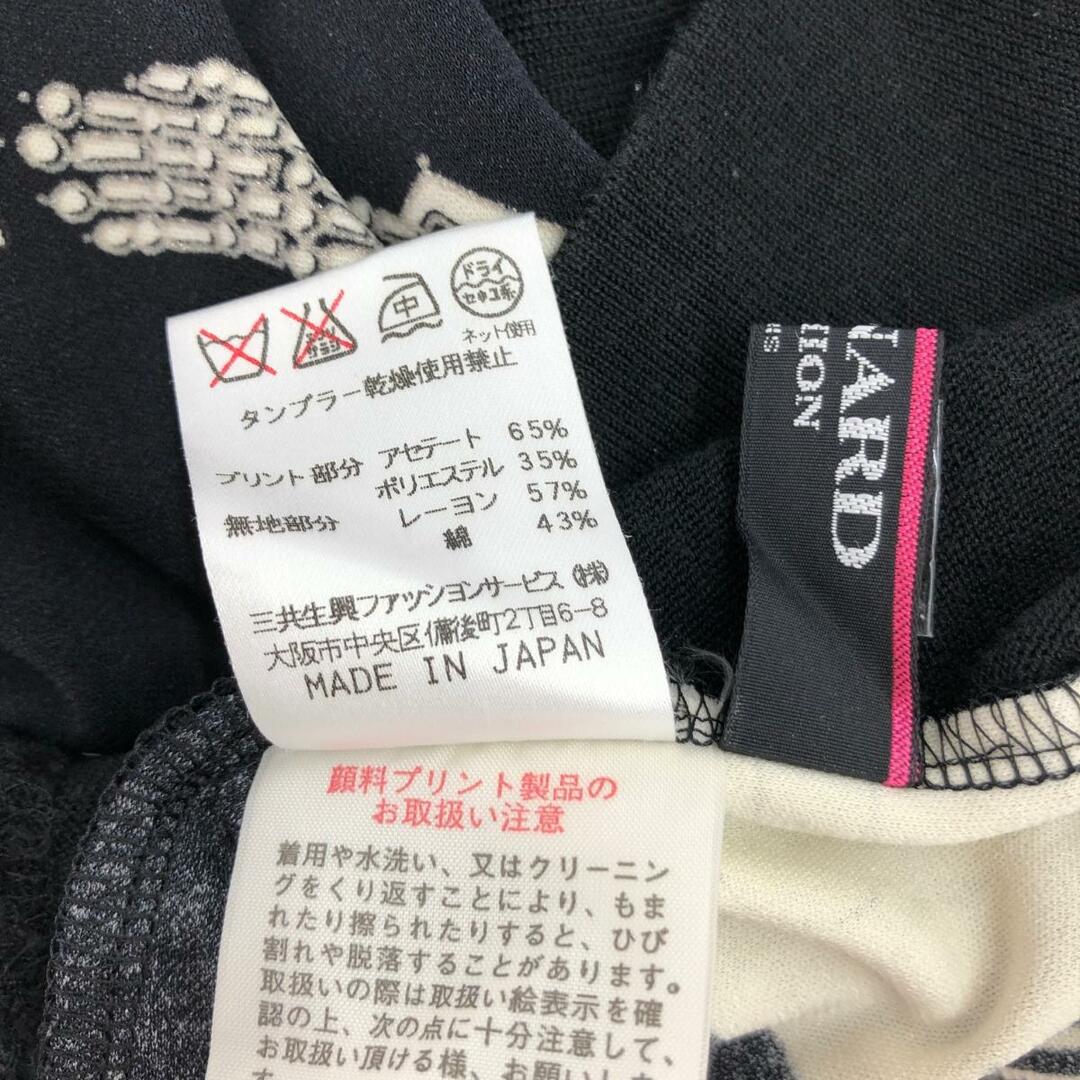 ドライ
セキユ系
中
エンソ
サラシ
ネット使用
タンブラー乾燥使用禁止
プリント部分 アセテート 65%
ポリエステル 35%
無地部分 レーヨン 57%
綿 43%
三共生興ファッションサービス(株)
大阪市中央区備後町2丁目6-8
MADE IN JAPAN
顔料プリント製品の
お取扱い注意
着用や水洗い、又はクリーニン
グをくり返すことにより、もま
れたり擦られたりすると、ひび
割れや脱落することがあります。
取扱いの際は取扱い絵表示を確
認の上、次の点に十分注意して、
お取扱い頂ける様、お願いした
す
NARD
TION